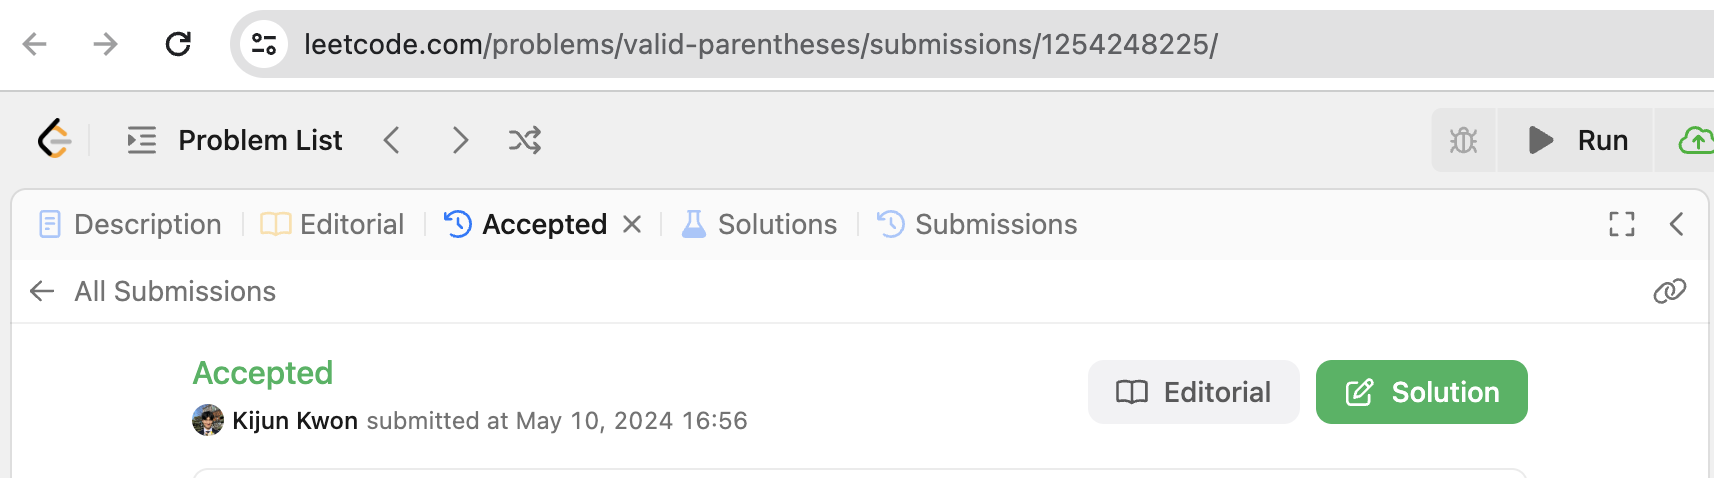 leetcode.com/problems/valid-parentheses/submissions/1254248225/
Problem List Run
Description Editorial Accepted Solutions Submissions
All Submissions
Accepted
Editorial Solution
Kijun Kwon submitted at May 10, 2024 16:56